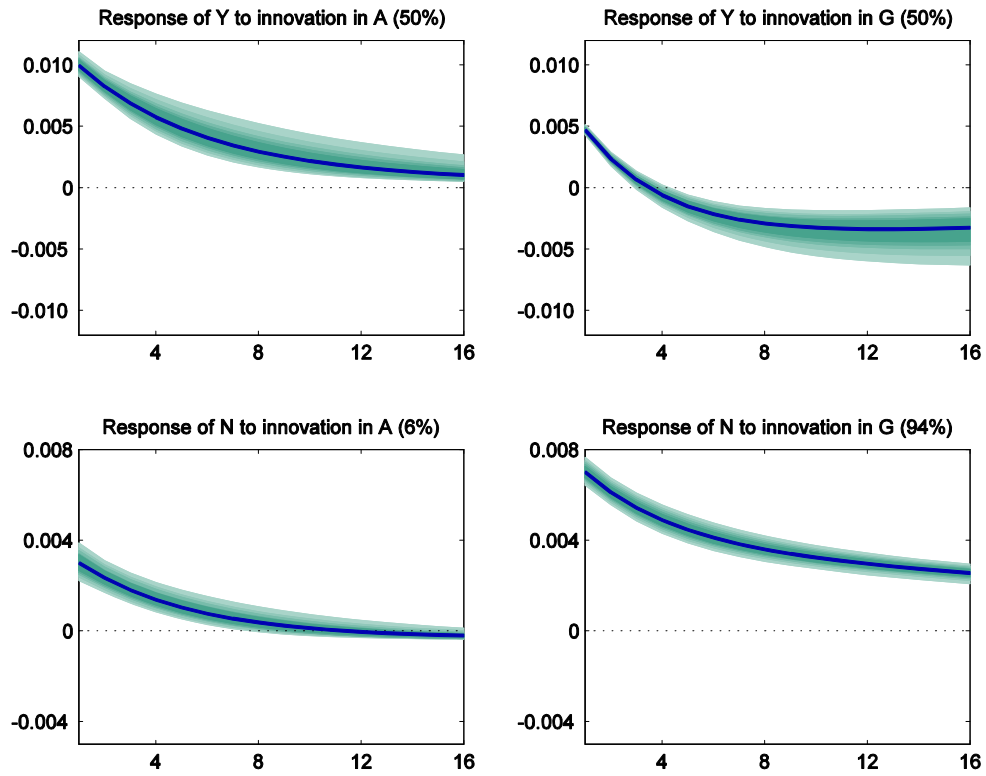 Response of Y to innovation in A (50%)
Response of Y to innovation in G (50%)
0.010
0.005
0
-0.005
-0.010
4 8 12 16
0.010
0.005
0
-0.005
-0.010
4 8 12 16
Response of N to innovation in A (6%)
Response of N to innovation in G (94%)
0.008
0.004
0
-0.004
4 8 12 16
0.008
0.004
0
-0.004
4 8 12 16